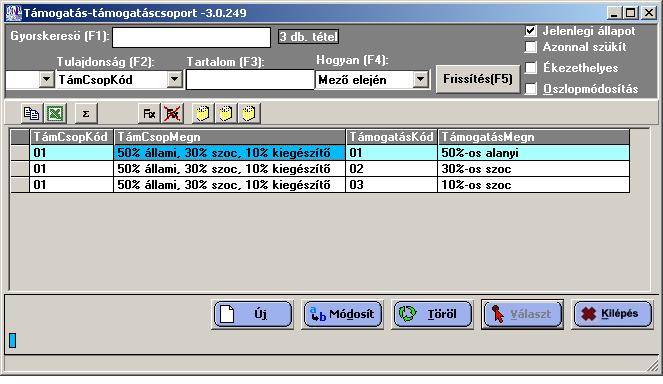 Támogatás-támogatáscsoport -3.0.249
Gyorskereső (F1): 3 db. tétel
Jelenlegi állapot
Azonnal szűkít
Ékezethelyes
Oszlopmódosítás
Tulajdonság (F2): Tartalom (F3): Hogyan (F4):
TámCsopKód Mező elején Frissítés(F5)
Σ Fx Fx
TámCsopKód TámCsopMegn TámogatásKód TámogatásMegn
01 50% állami, 30% szoc, 10% kiegészítő 01 50%-os alanyi
01 50% állami, 30% szoc, 10% kiegészítő 02 30%-os szoc
01 50% állami, 30% szoc, 10% kiegészítő 03 10%-os szoc
Új Módosít Töröl Választ Kilépés